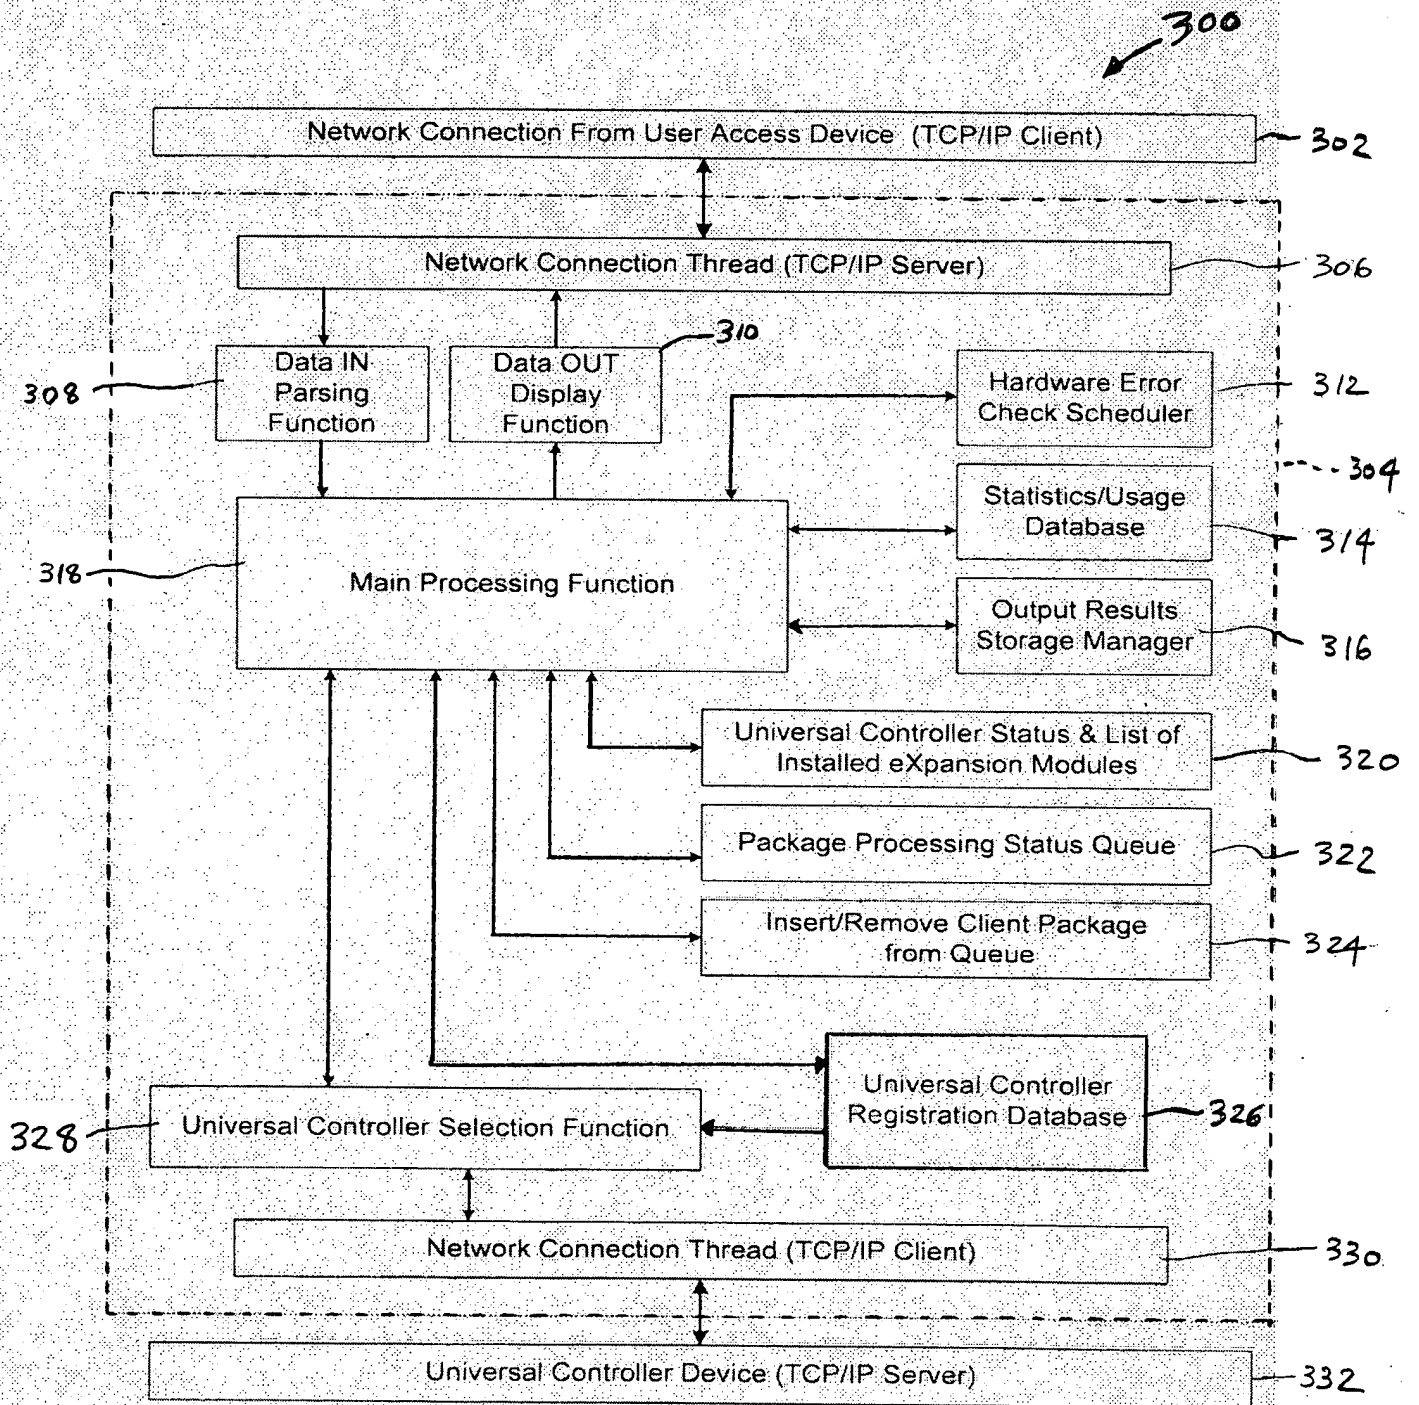 300
Network Connection From User Access Device (TCP/IP Client)
302
Network Connection Thread (TCP/IP Server)
306
308
Data IN
Parsing
Function
Data OUT
Display
Function
310
Hardware Error
Check Scheduler
312
304
Statistics/Usage
Database
314
318
Main Processing Function
Output Results
Storage Manager
316
Universal Controller Status & List of
Installed eXpansion Modules
320
Package Processing Status Queue
322
Insert/Remove Client Package
from Queue
324
Universal Controller
Registration Database
326
328
Universal Controller Selection Function
Network Connection Thread (TCP/IP Client)
330
Universal Controller Device (TCP/IP Server)
332